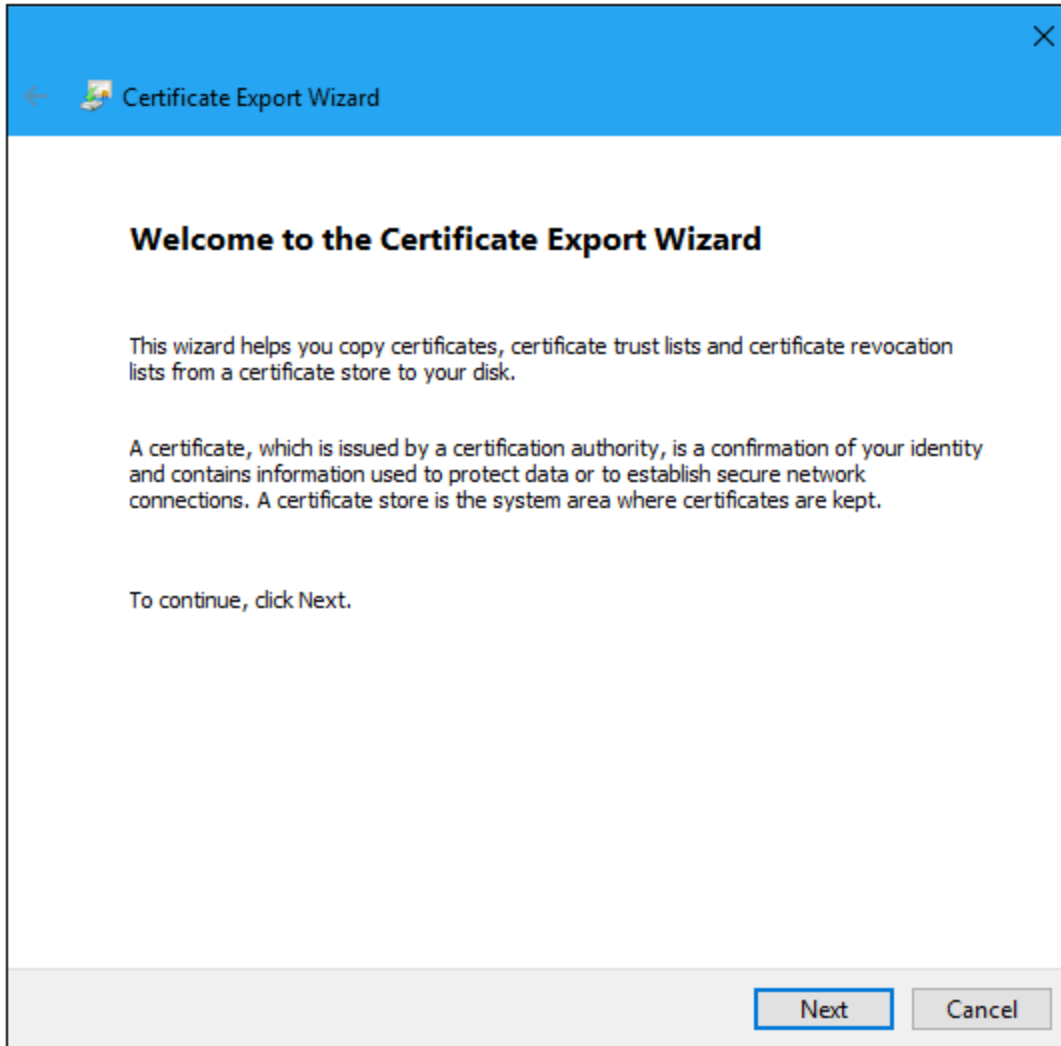 Certificate Export Wizard
Welcome to the Certificate Export Wizard
This wizard helps you copy certificates, certificate trust lists and certificate revocation
lists from a certificate store to your disk.
A certificate, which is issued by a certification authority, is a confirmation of your identity
and contains information used to protect data or to establish secure network
connections. A certificate store is the system area where certificates are kept.
To continue, click Next.
Next
Cancel